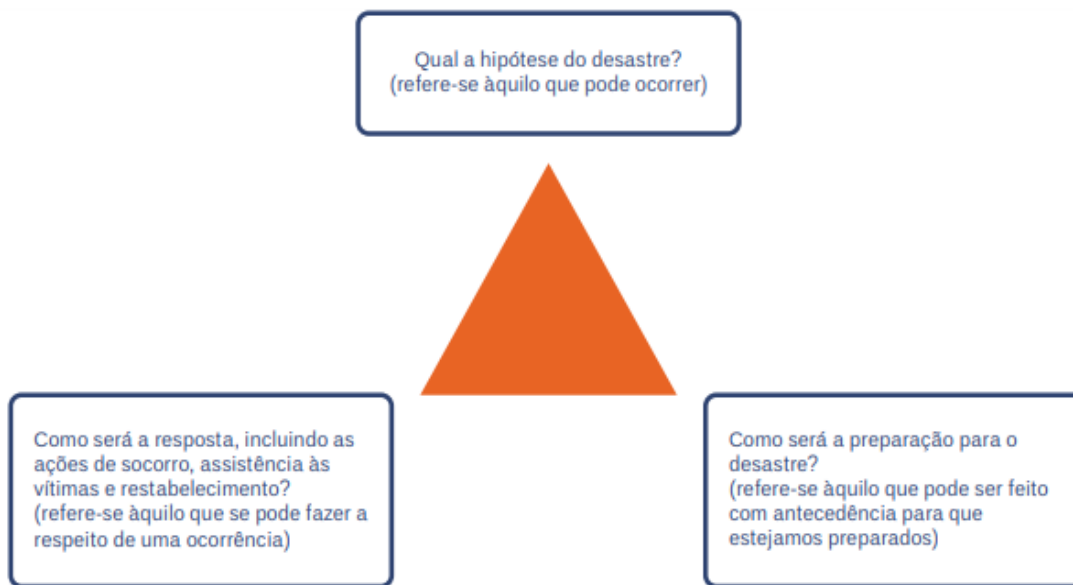 Qual a hipótese do desastre?
(refere-se àquilo que pode ocorrer)
Como será a resposta, incluindo as
ações de socorro, assistência às
vítimas e restabelecimento?
(refere-se àquilo que se pode fazer a
respeito de uma ocorrência)
Como será a preparação para o
desastre?
(refere-se àquilo que pode ser feito
com antecedência para que
estejamos preparados)